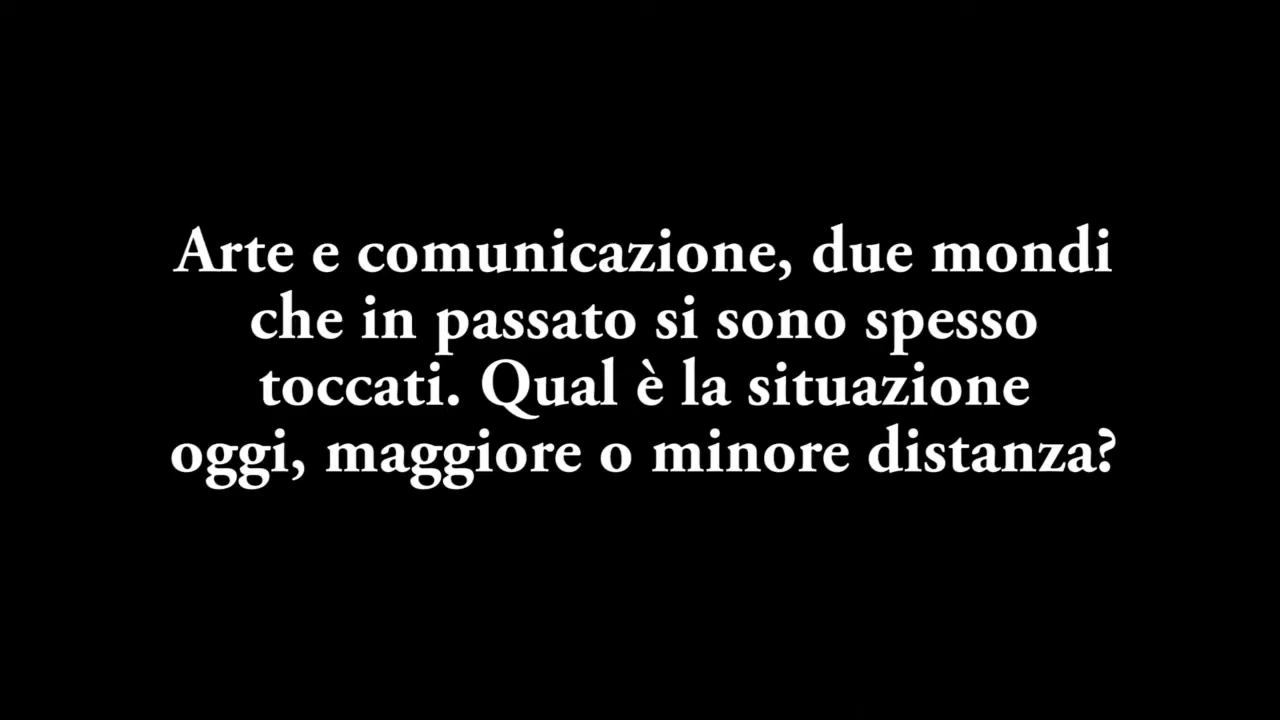 Arte e comunicazione, due mondi
che in passato si sono spesso
toccati. Qual è la situazione
oggi, maggiore o minore distanza?